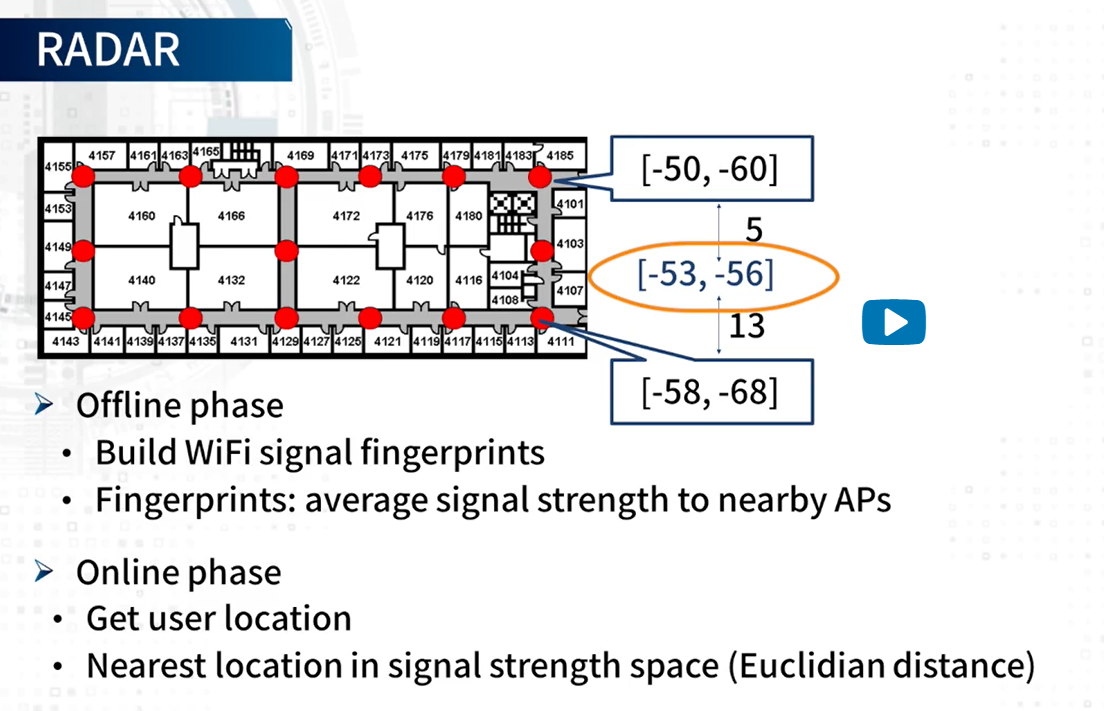 RADAR
4155 4157 4161 4163 4165 4169 4171 4173 4175 4179 4181 4183 4185
[-50, -60]
4153 4160 4166 4172 4176 4180 4101
5
4149 4103
[-53, -56]
4147 4140 4132 4122 4120 4116 4104 4107
4108
4145
13
4143 4141 4139 4137 4135 4131 4129 4127 4125 4121 4119 4117 4115 4113 4111
[-58, -68]
Offline phase
• Build WiFi signal fingerprints
• Fingerprints: average signal strength to nearby APs
Online phase
• Get user location
• Nearest location in signal strength space (Euclidian distance)